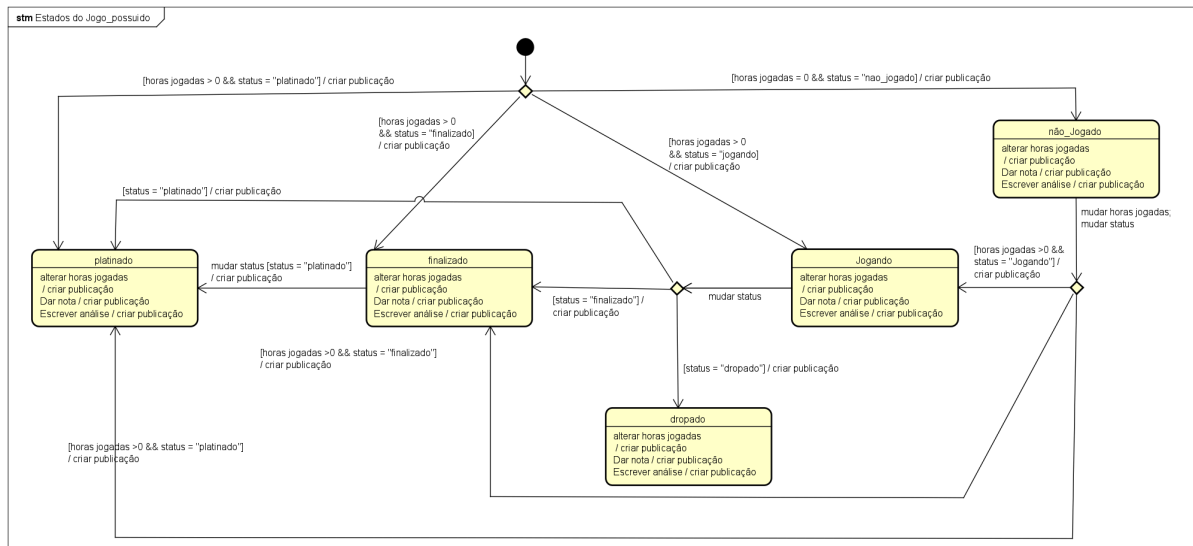 stm Estados do Jogo_possuido
[horas jogadas > 0 && status = "platinado"] / criar publicação
[horas jogadas = 0 && status ="nao_jogado] / criar publicação
[horas jogadas > 0
&& status = "finalizado]
/ criar publicação
[horas jogadas > 0
&& status = "jogando]
/ criar publicação
não_Jogado
alterar horas jogadas
/ criar publicação
Dar nota / criar publicação
Escrever análise / criar publicação
[status = "platinado"] / criar publicação
mudar horas jogadas;
mudar status
platinado
alterar horas jogadas
/ criar publicação
Dar nota / criar publicação
Escrever análise / criar publicação
mudar status [status = "platinado"]
/ criar publicação
finalizado
alterar horas jogadas
/ criar publicação
Dar nota / criar publicação
Escrever análise / criar publicação
[status = "finalizado"] /
criar publicação
mudar status
Jogando
alterar horas jogadas
/ criar publicação
Dar nota / criar publicação
Escrever análise / criar publicação
[horas jogadas >0 &&
status = "Jogando"] /
criar publicação
[horas jogadas >0 && status = "finalizado"]
/ criar publicação
[status = "dropado"] / criar publicação
dropado
alterar horas jogadas
/ criar publicação
Dar nota / criar publicação
Escrever análise / criar publicação
[horas jogadas >0 && status = "platinado"]
/ criar publicação